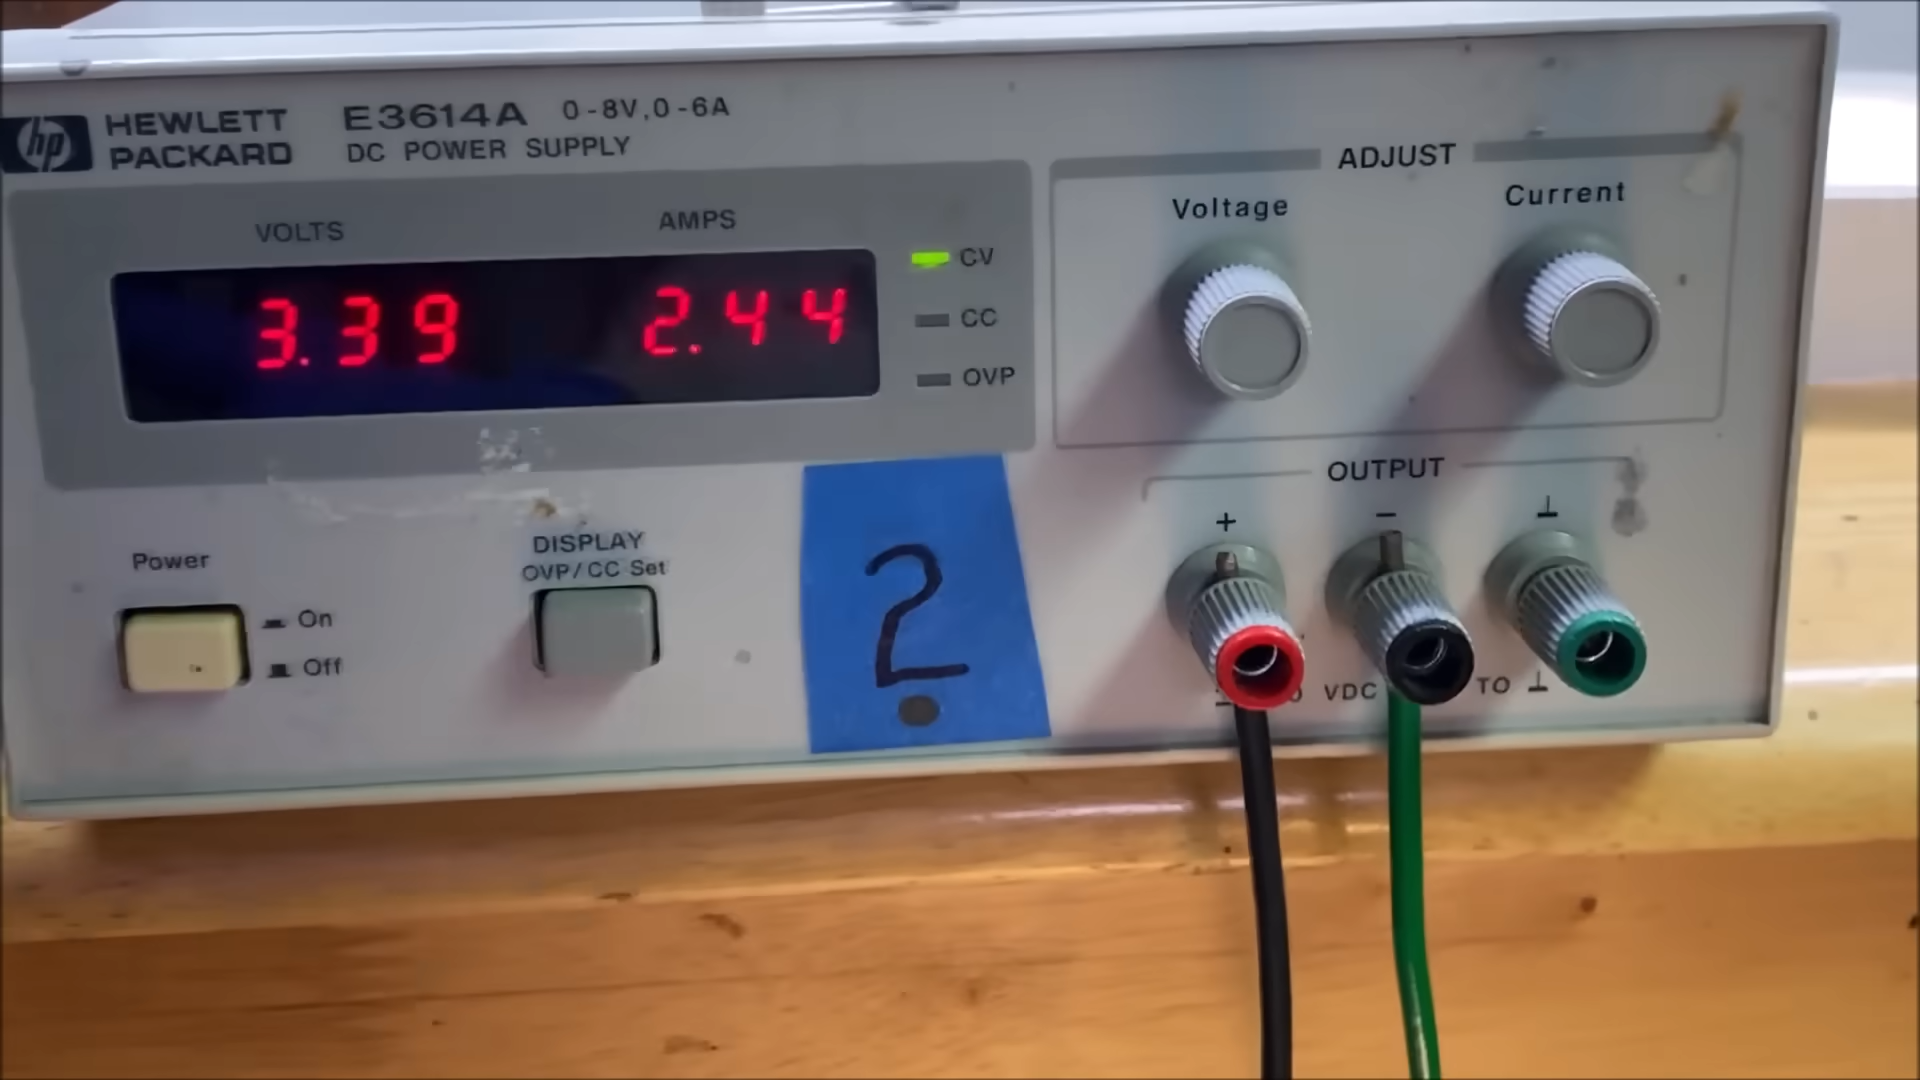 hp HEWLETT PACKARD
E3614A 0-8V, 0-6A
DC POWER SUPPLY
VOLTS AMPS
3.39 2.44
CV
CC
OVP
ADJUST
Voltage Current
Power
On
Off
DISPLAY
OVP/CC Set
2
OUTPUT
+ − ⊥
VDC TO ⊥